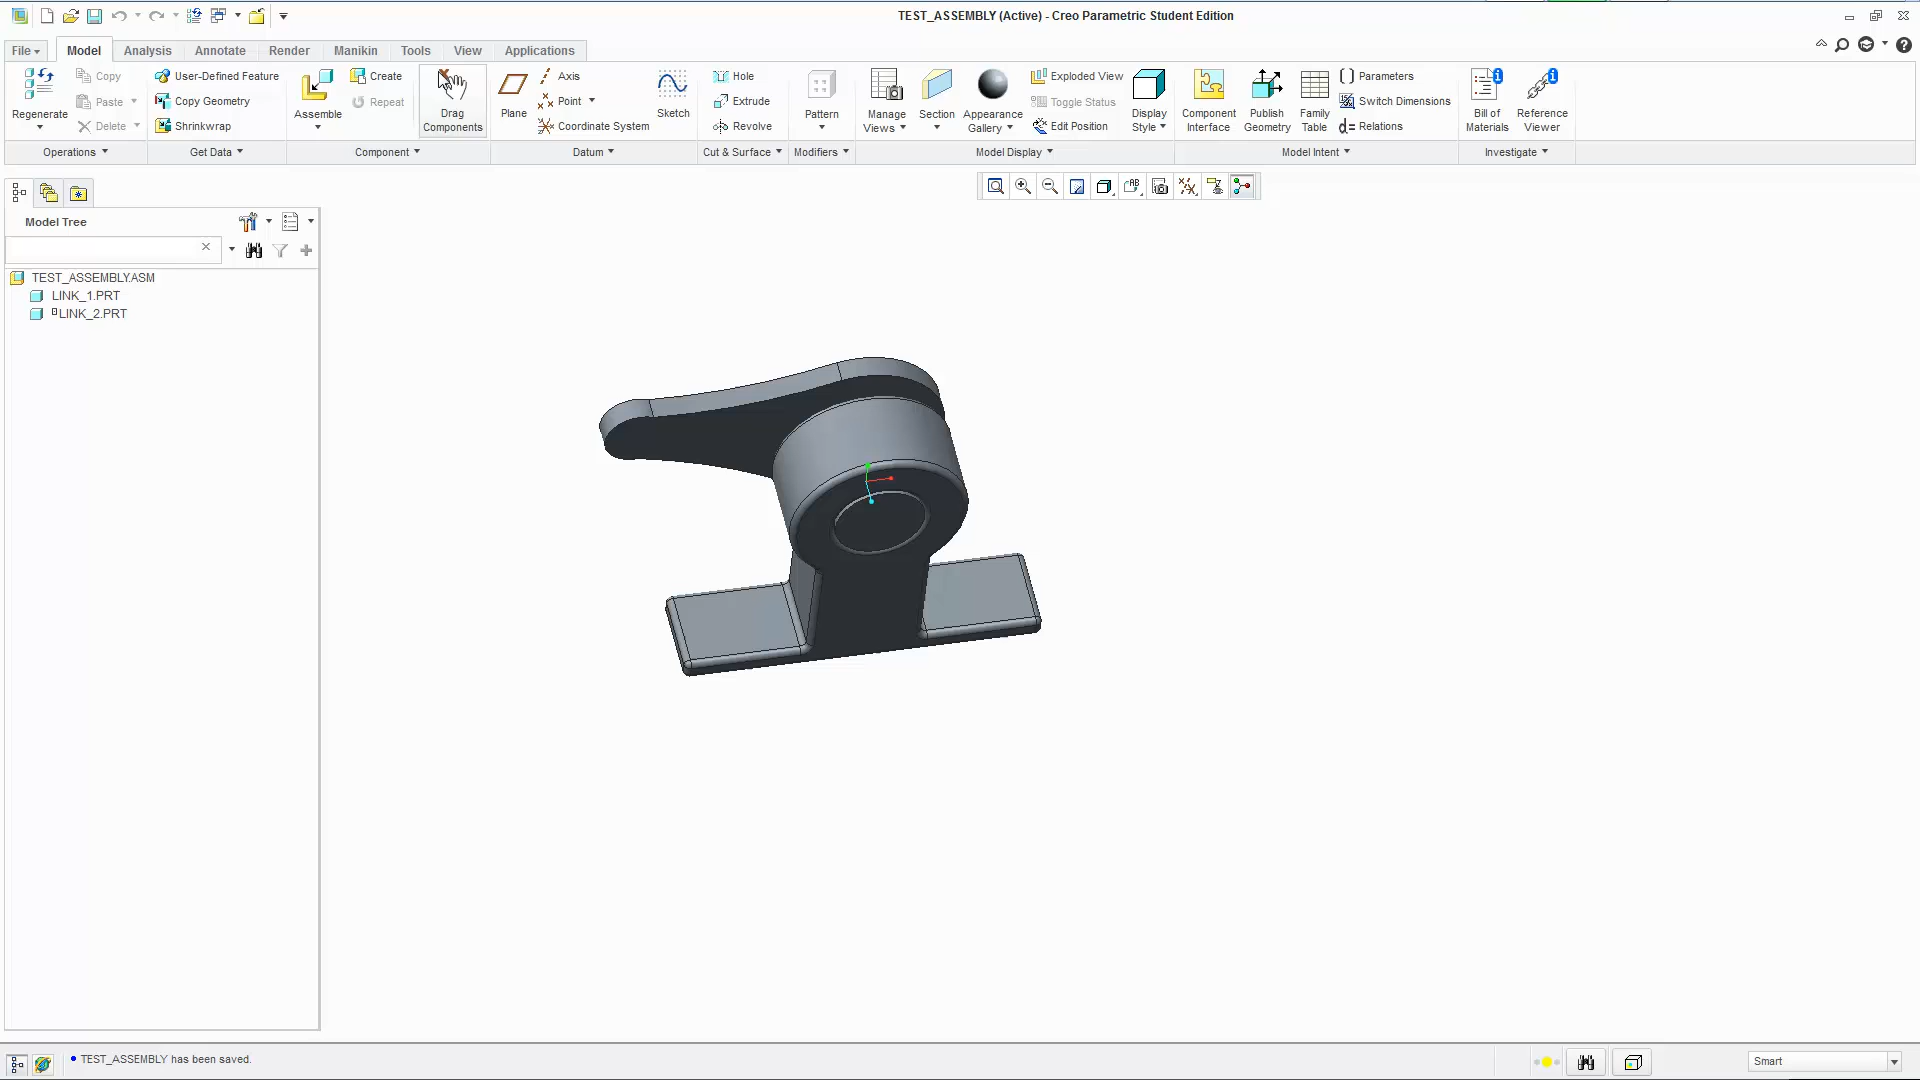 TEST_ASSEMBLY (Active) - Creo Parametric Student Edition
File Model Analysis Annotate Render Manikin Tools View Applications
Regenerate
Copy
Paste
Delete
Operations
User-Defined Feature
Copy Geometry
Shrinkwrap
Get Data
Assemble
Create
Repeat
Drag
Components
Component
Plane
Axis
Point
Coordinate System
Sketch
Datum
Hole
Extrude
Revolve
Cut & Surface
Pattern
Modifiers
Manage
Views
Section
Appearance
Gallery
Exploded View
Toggle Status
Edit Position
Display
Style
Model Display
Component
Interface
Publish
Geometry
Family
Table
Parameters
Switch Dimensions
Relations
Model Intent
Bill of
Materials
Reference
Viewer
Investigate
Model Tree
TEST_ASSEMBLY.ASM
LINK_1.PRT
LINK_2.PRT
TEST_ASSEMBLY has been saved.
Smart